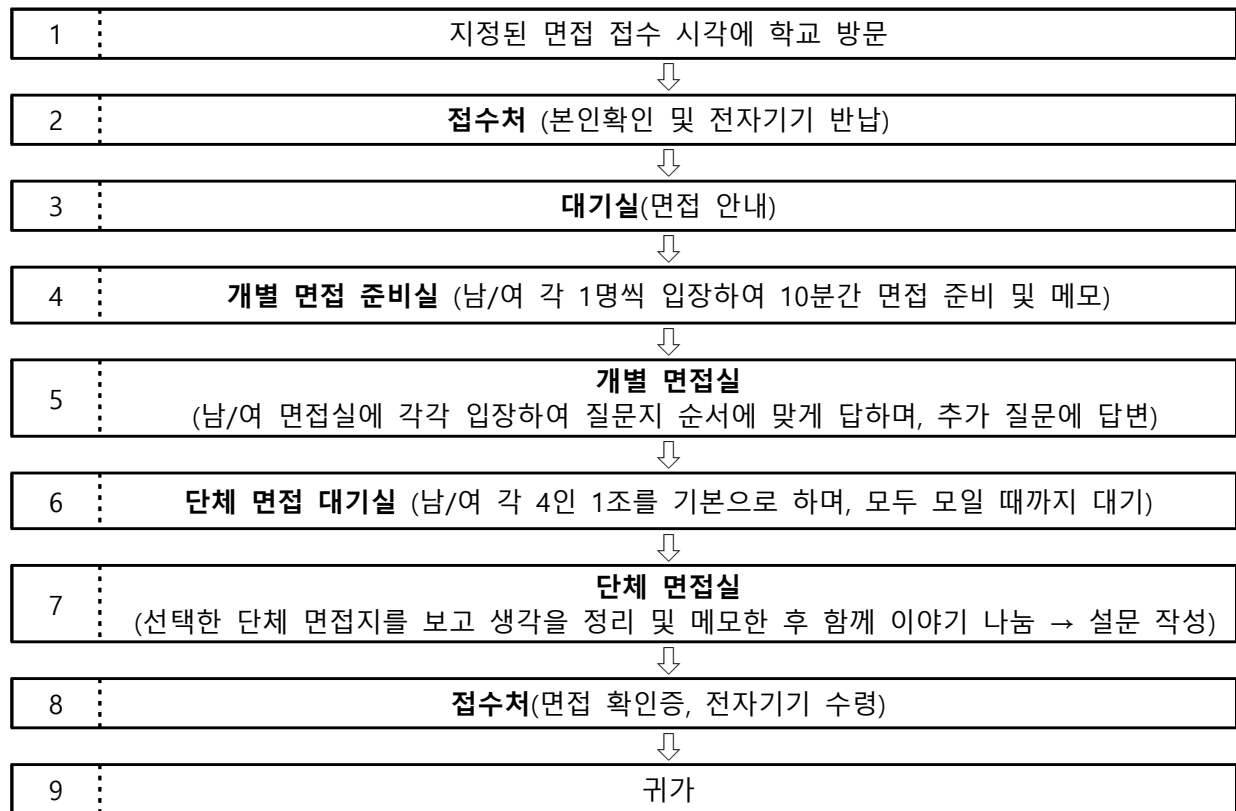 1 지정된 면접 접수 시각에 학교 방문
2 접수처 (본인확인 및 전자기기 반납)
3 대기실(면접 안내)
4 개별 면접 준비실 (남/여 각 1명씩 입장하여 10분간 면접 준비 및 메모)
개별 면접실
5 (남/여 면접실에 각각 입장하여 질문지 순서에 맞게 답하며, 추가 질문에 답변)
6 단체 면접 대기실 (남/여 각 4인 1조를 기본으로 하며, 모두 모일 때까지 대기)
단체 면접실
7 (선택한 단체 면접지를 보고 생각을 정리 및 메모한 후 함께 이야기 나눔 → 설문 작성)
8 접수처(면접 확인증, 전자기기 수령)
9 귀가